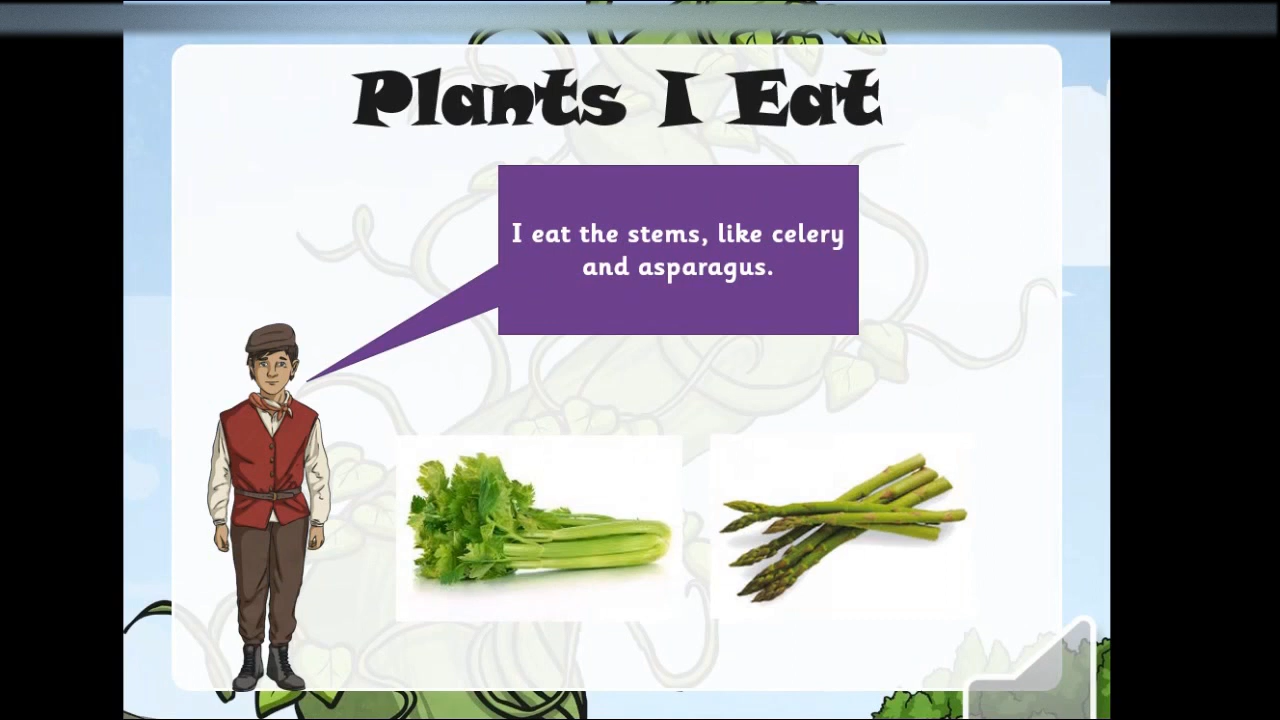 Plants I Eat
I eat the stems, like celery
and asparagus.